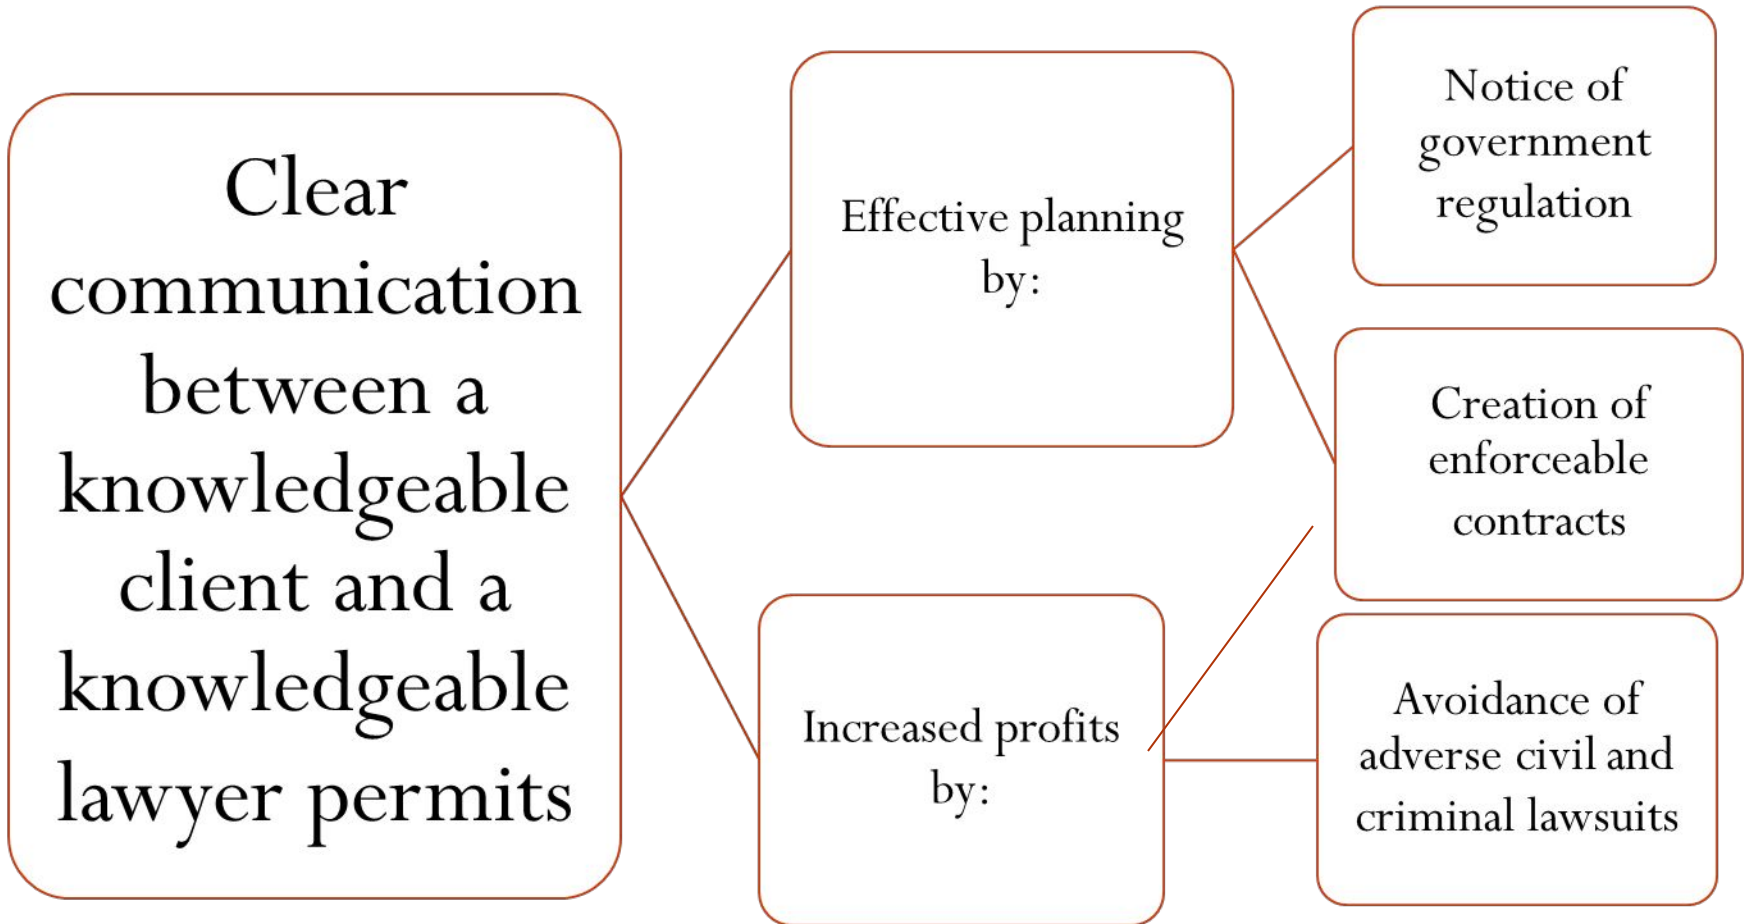 Clear
communication
between a
knowledgeable
client and a
knowledgeable
lawyer permits
Effective planning
by:
Notice of
government
regulation
Creation of
enforceable
contracts
Increased profits
by:
Avoidance of
adverse civil and
criminal lawsuits